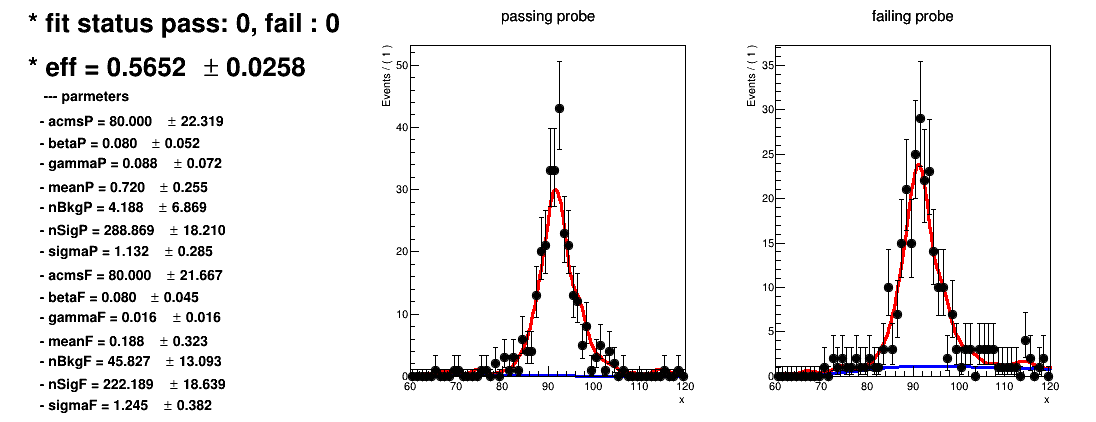 * fit status pass: 0, fail : 0
* eff = 0.5652 ± 0.0258
--- parmeters
- acmsP = 80.000 ± 22.319
- betaP = 0.080 ± 0.052
- gammaP = 0.088 ± 0.072
- meanP = 0.720 ± 0.255
- nBkgP = 4.188 ± 6.869
- nSigP = 288.869 ± 18.210
- sigmaP = 1.132 ± 0.285
- acmsF = 80.000 ± 21.667
- betaF = 0.080 ± 0.045
- gammaF = 0.016 ± 0.016
- meanF = 0.188 ± 0.323
- nBkgF = 45.827 ± 13.093
- nSigF = 222.189 ± 18.639
- sigmaF = 1.245 ± 0.382
passing probe
Events / ( 1 )
50
40
30
20
10
0
60 70 80 90 100 110 120
x
failing probe
Events / ( 1 )
35
30
25
20
15
10
5
0
60 70 80 90 100 110 120
x